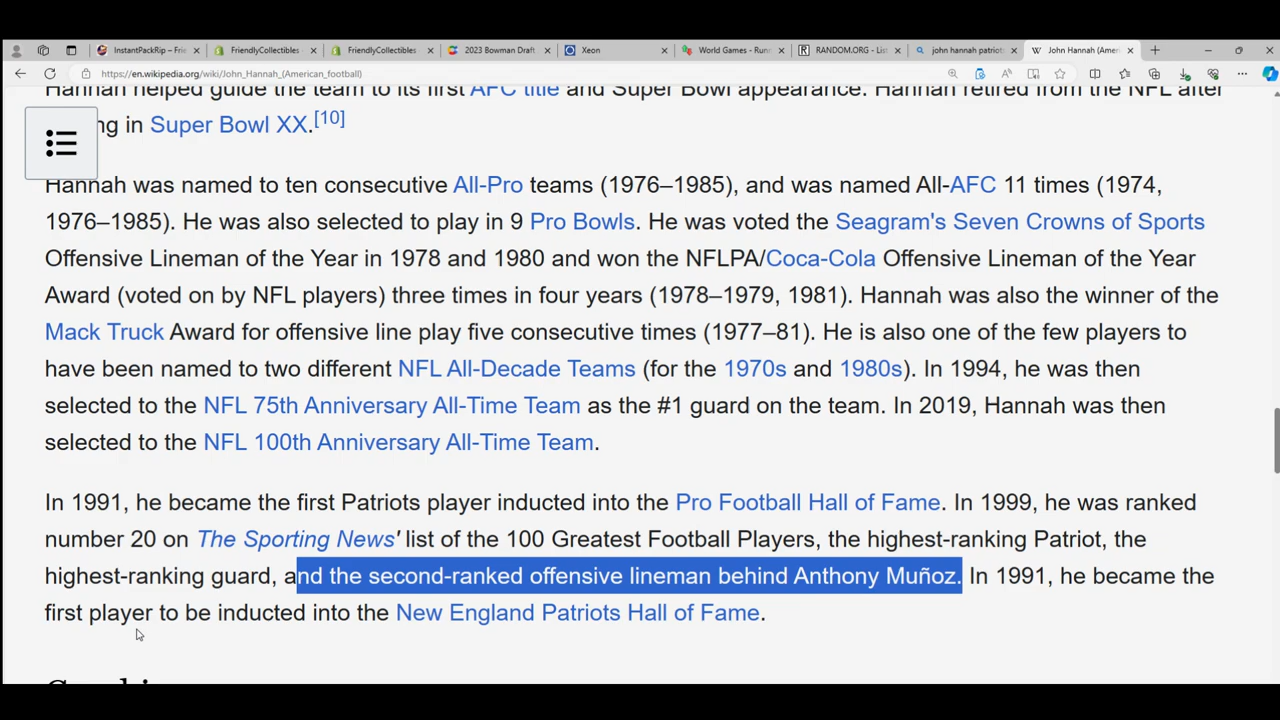 InstantPackRip – Frie
FriendlyCollectibles
FriendlyCollectibles
2023 Bowman Draft
Xeon
World Games - Runs
RANDOM.ORG - List
john hannah patriots
John Hannah (Amer
https://en.wikipedia.org/wiki/John_Hannah_(American_football)
Hannah helped guide the team to its first AFC title and Super Bowl appearance. Hannah retired from the NFL after
ng in Super Bowl XX.[10]
Hannah was named to ten consecutive All-Pro teams (1976–1985), and was named All-AFC 11 times (1974,
1976–1985). He was also selected to play in 9 Pro Bowls. He was voted the Seagram's Seven Crowns of Sports
Offensive Lineman of the Year in 1978 and 1980 and won the NFLPA/Coca-Cola Offensive Lineman of the Year
Award (voted on by NFL players) three times in four years (1978–1979, 1981). Hannah was also the winner of the
Mack Truck Award for offensive line play five consecutive times (1977–81). He is also one of the few players to
have been named to two different NFL All-Decade Teams (for the 1970s and 1980s). In 1994, he was then
selected to the NFL 75th Anniversary All-Time Team as the #1 guard on the team. In 2019, Hannah was then
selected to the NFL 100th Anniversary All-Time Team.
In 1991, he became the first Patriots player inducted into the Pro Football Hall of Fame. In 1999, he was ranked
number 20 on The Sporting News' list of the 100 Greatest Football Players, the highest-ranking Patriot, the
highest-ranking guard, and the second-ranked offensive lineman behind Anthony Muñoz. In 1991, he became the
first player to be inducted into the New England Patriots Hall of Fame.